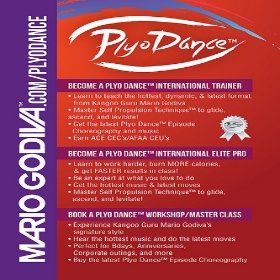 PlyoDance™
MARIO GODIVA™.COM/PLYODANCE
BECOME A PLYO DANCE™ INTERNATIONAL TRAINER
• Learn to teach the hottest, dynamic, & latest format
from Kangoo Guru Mario Godiva
• Master Self Propulsion Technique™ to glide,
ascend, and levitate!
• Get the latest Plyo Dance™ Episode
Choreography and music
• Earn ACE CEC's/AFAA CEU's
BECOME A PLYO DANCE™ INTERNATIONAL ELITE PRO
• Learn to work harder, burn MORE calories,
& get FASTER results in class!
• Be an expert at what you love to do
• Get the hottest music & latest moves
• Master Self Propulsion Technique™ to glide,
ascend, and levitate!
BOOK A PLYO DANCE™ WORKSHOP/MASTER CLASS
• Experience Kangoo Guru Mario Godiva's
signature style
• Hear the hottest music and do the latest moves
• Perfect for Bdays, Anniversaries,
Corporate outings, and more
• Buy the latest Plyo Dance™ Episode Choreography